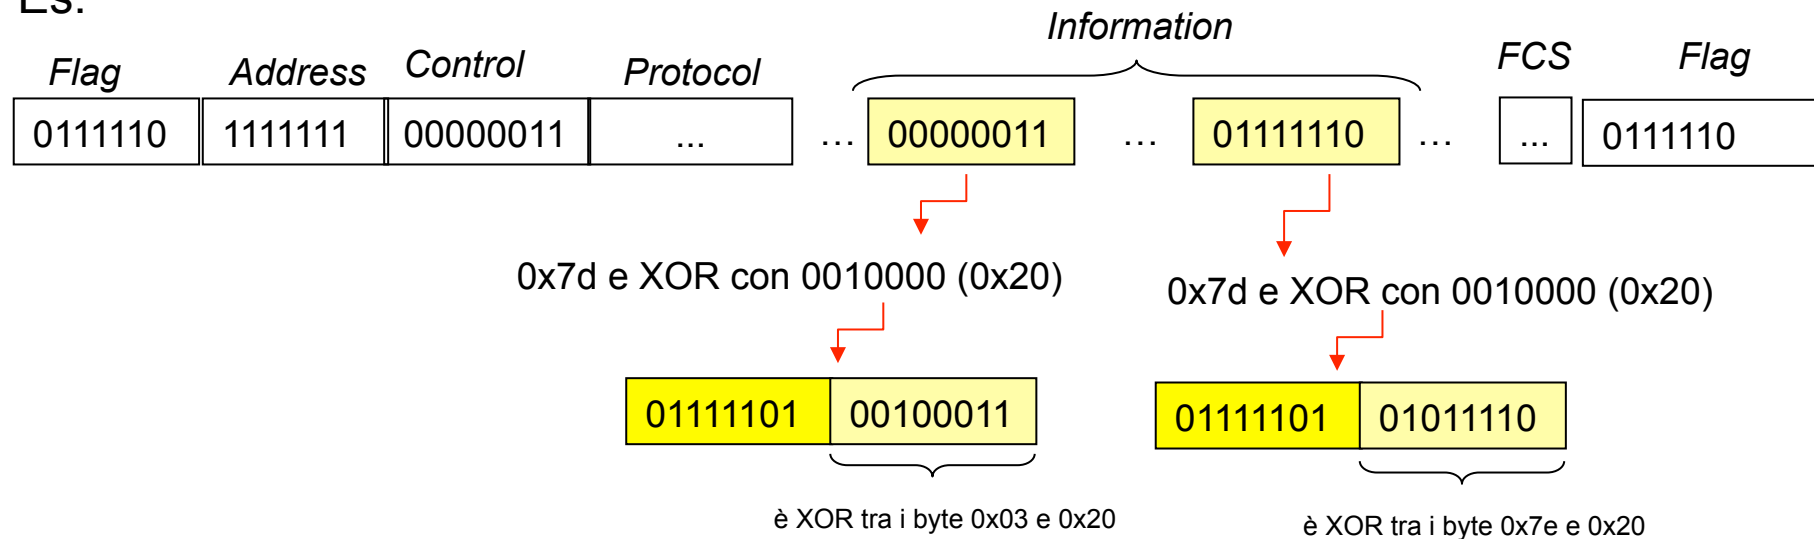 Es.
Information
Flag Address Control Protocol FCS Flag
0111110 1111111 00000011 ... ... 00000011 ... 01111110 ... ... 0111110
0x7d e XOR con 0010000 (0x20) 0x7d e XOR con 0010000 (0x20)
01111101 00100011 01111101 01011110
è XOR tra i byte 0x03 e 0x20 è XOR tra i byte 0x7e e 0x20